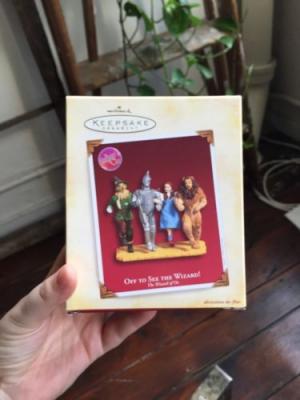 Hallmark
KEEPSAKE
ORNAMENT
OFF TO SEE THE WIZARD!
The Wizard of Oz